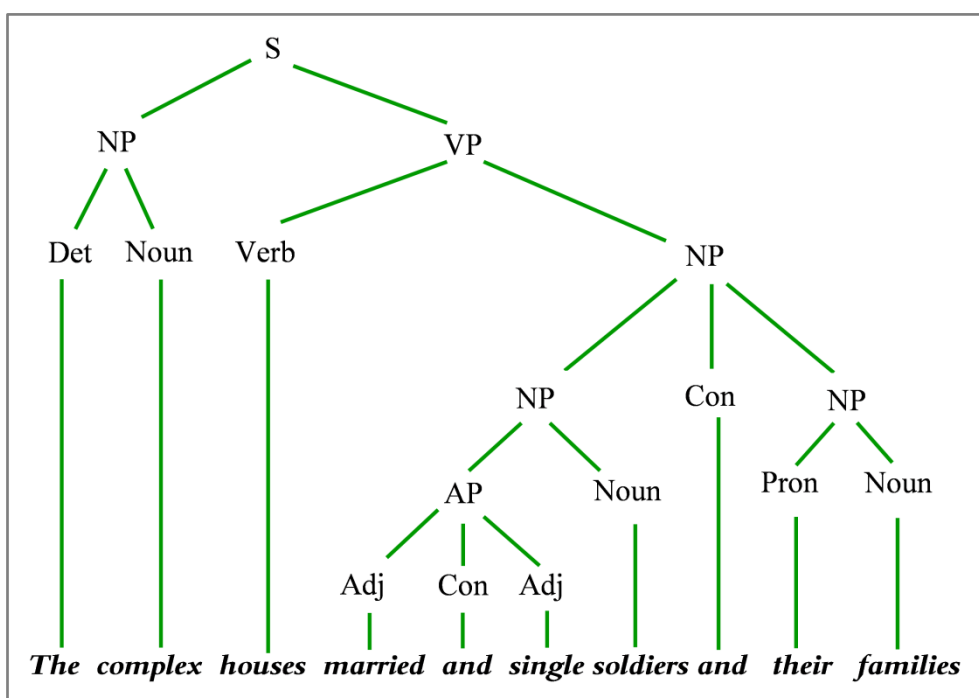 S
NP VP
Det Noun Verb NP
NP Con NP
AP Noun Pron Noun
Adj Con Adj
The complex houses married and single soldiers and their families